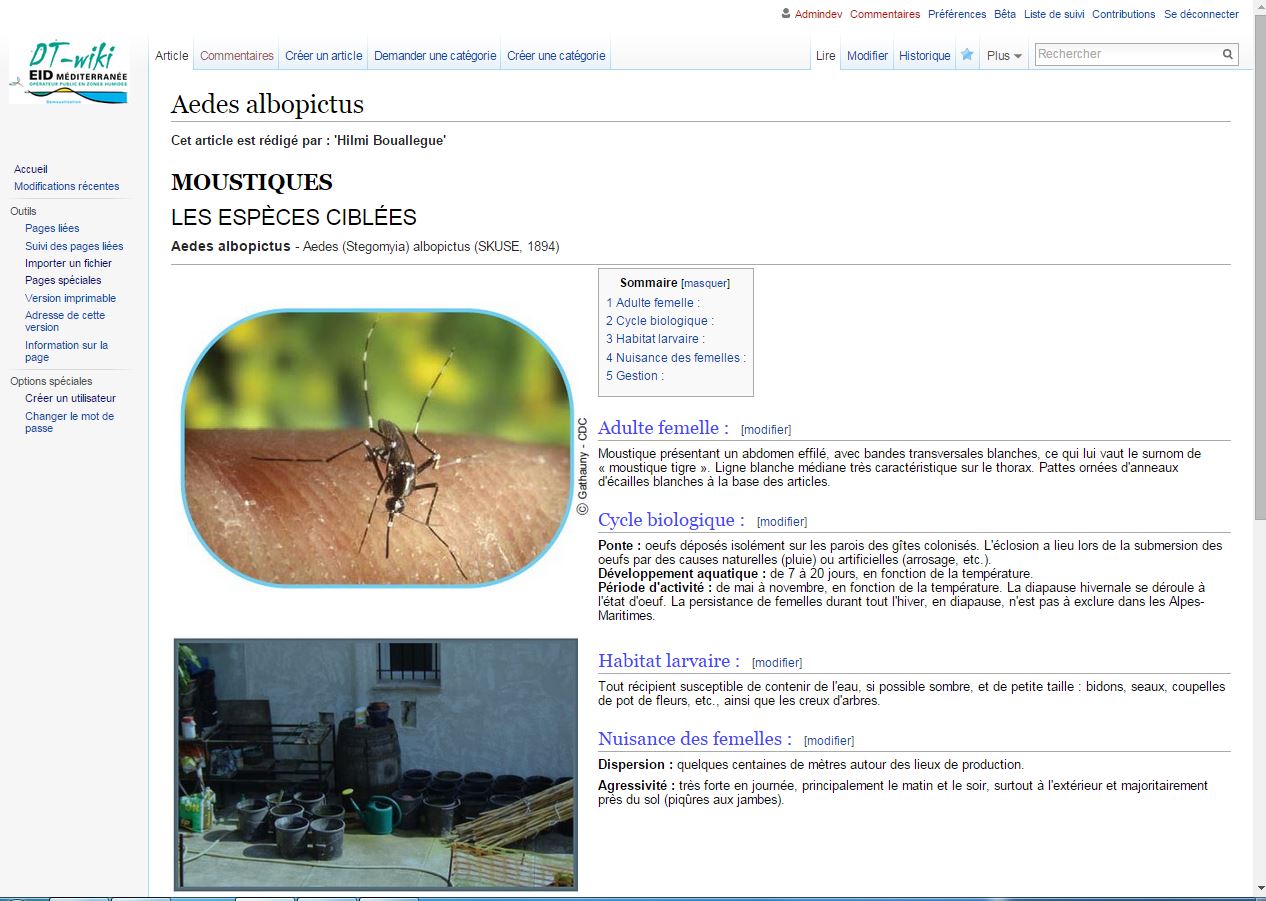 Admindev Commentaires Préférences Bêta Liste de suivi Contributions Se déconnecter
DT-wiki
EID MÉDITERRANÉE
OPÉRATEUR PUBLIC EN ZONES HUMIDES
Démoustication
Article Commentaires Créer un article Demander une catégorie Créer une catégorie Lire Modifier Historique Plus Rechercher
Accueil
Modifications récentes
Outils
Pages liées
Suivi des pages liées
Importer un fichier
Pages spéciales
Version imprimable
Adresse de cette
version
Information sur la
page
Options spéciales
Créer un utilisateur
Changer le mot de
passe
Aedes albopictus
Cet article est rédigé par : 'Hilmi Bouallegue'
MOUSTIQUES
LES ESPÈCES CIBLÉES
Aedes albopictus - Aedes (Stegomyia) albopictus (SKUSE, 1894)
© Gathauny - CDC
Sommaire [masquer]
1 Adulte femelle :
2 Cycle biologique :
3 Habitat larvaire :
4 Nuisance des femelles :
5 Gestion :
Adulte femelle : [modifier]
Moustique présentant un abdomen effilé, avec bandes transversales blanches, ce qui lui vaut le surnom de
« moustique tigre ». Ligne blanche médiane très caractéristique sur le thorax. Pattes ornées d'anneaux
d'écailles blanches à la base des articles.
Cycle biologique : [modifier]
Ponte : oeufs déposés isolément sur les parois des gîtes colonisés. L'éclosion a lieu lors de la submersion des
oeufs par des causes naturelles (pluie) ou artificielles (arrosage, etc.).
Développement aquatique : de 7 à 20 jours, en fonction de la température.
Période d'activité : de mai à novembre, en fonction de la température. La diapause hivernale se déroule à
l'état d'oeuf. La persistance de femelles durant tout l'hiver, en diapause, n'est pas à exclure dans les Alpes-
Maritimes.
Habitat larvaire : [modifier]
Tout récipient susceptible de contenir de l'eau, si possible sombre, et de petite taille : bidons, seaux, coupelles
de pot de fleurs, etc., ainsi que les creux d'arbres.
Nuisance des femelles : [modifier]
Dispersion : quelques centaines de mètres autour des lieux de production.
Agressivité : très forte en journée, principalement le matin et le soir, surtout à l'extérieur et majoritairement
près du sol (piqûres aux jambes).